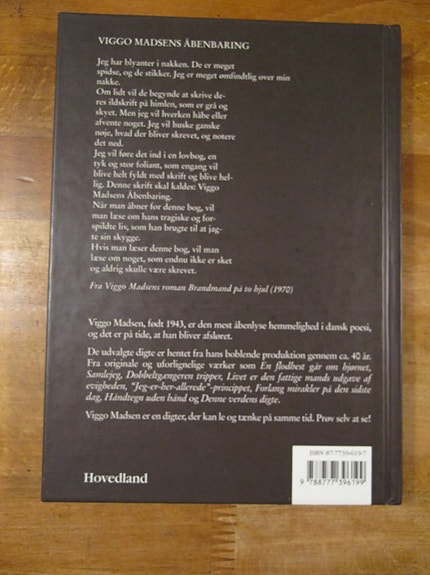 VIGGO MADSENS ÅBENBARING
Jeg har blyanter i nakken. De er meget
spidse, og de stikker. Jeg er meget ømfindtlig over min
nakke.
Om lidt vil de begynde at skrive de-
res ildskrift på himlen, som er grå og
skyet. Men jeg vil hverken håbe eller
afvente noget. Jeg vil huske ganske
nøje, hvad der bliver skrevet, og notere
det ned.
Jeg vil føre det ind i en lovbog, en
tyk og stor foliant, som engang vil
blive helt fyldt med skrift og blive hel-
lig. Denne skrift skal kaldes: Viggo
Madsens Åbenbaring.
Når man åbner for denne bog, vil
man læse om hans tragiske og for-
spildte liv, som han brugte til at jag-
te sin skygge.
Hvis man læser denne bog, vil man
læse om noget, som endnu ikke er sket
og aldrig skulle være skrevet.
Fra Viggo Madsens roman Brandmand på to hjul (1970)
Viggo Madsen, født 1943, er den mest åbenlyse hemmelighed i dansk poesi,
og det er på tide, at han bliver afsløret.
De udvalgte digte er hentet fra hans boblende produktion gennem ca. 40 år.
Fra originale og uforlignelige værker som En flodhest går om hjørnet,
Samlejeg, Dobbeltgængeren tripper, Livet er den fattige mands udgave af
evigheden, "Jeg-er-her-allerede"-princippet, Forlang mirakler på den sidste
dag, Håndtegn uden hånd og Denne verdens digte.
Viggo Madsen er en digter, der kan le og tænke på samme tid. Prøv selv at se!
Hovedland
ISBN 87-7739-619-7
9 788777 396199